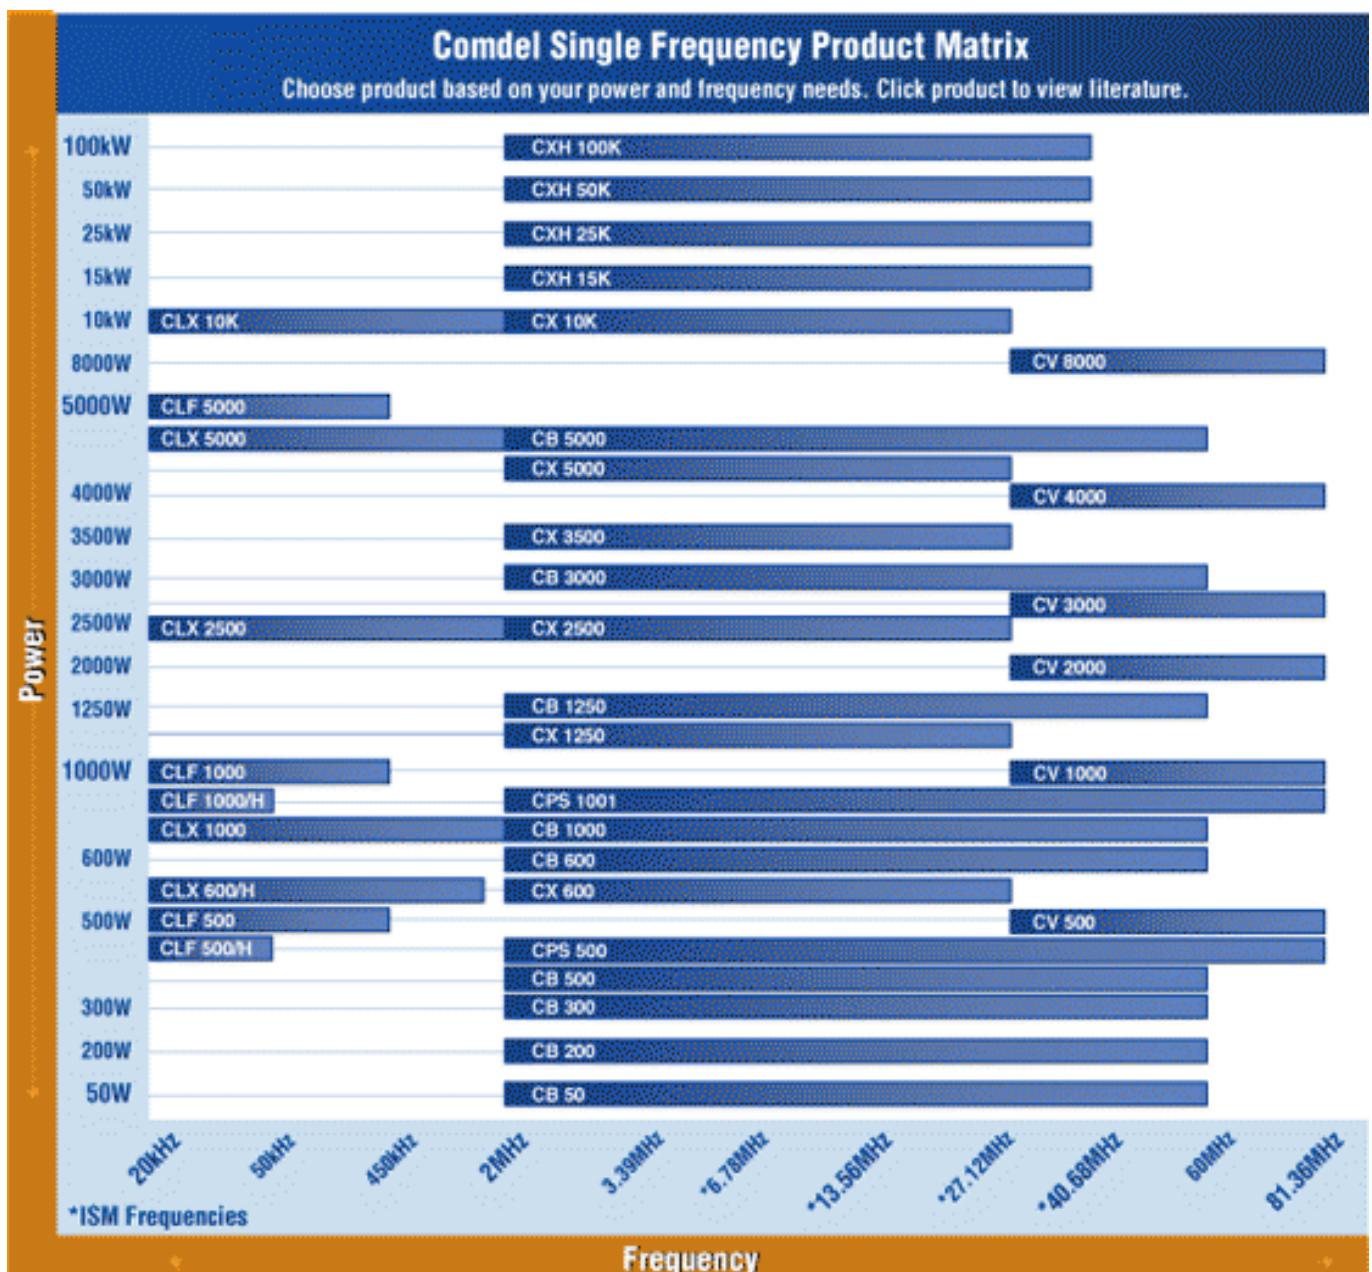 Comdel Single Frequency Product Matrix
Choose product based on your power and frequency needs. Click product to view literature.
Power
100kW CXH 100K
50kW CXH 50K
25kW CXH 25K
15kW CXH 15K
10kW CLX 10K CX 10K
8000W CV 8000
5000W CLF 5000
CLX 5000 CB 5000
CX 5000
4000W CV 4000
3500W CX 3500
3000W CB 3000
CV 3000
2500W CLX 2500 CX 2500
2000W CV 2000
1250W CB 1250
CX 1250
1000W CLF 1000 CV 1000
CLF 1000/H CPS 1001
CLX 1000 CB 1000
600W CB 600
CLX 600/H CX 600
500W CLF 500 CV 500
CLF 500/H CPS 500
CB 500
300W CB 300
200W CB 200
50W CB 50
20kHz 50kHz 450kHz 2MHz 3.39MHz *6.78MHz *13.56MHz *27.12MHz *40.68MHz 60MHz 81.36MHz
*ISM Frequencies
Frequency